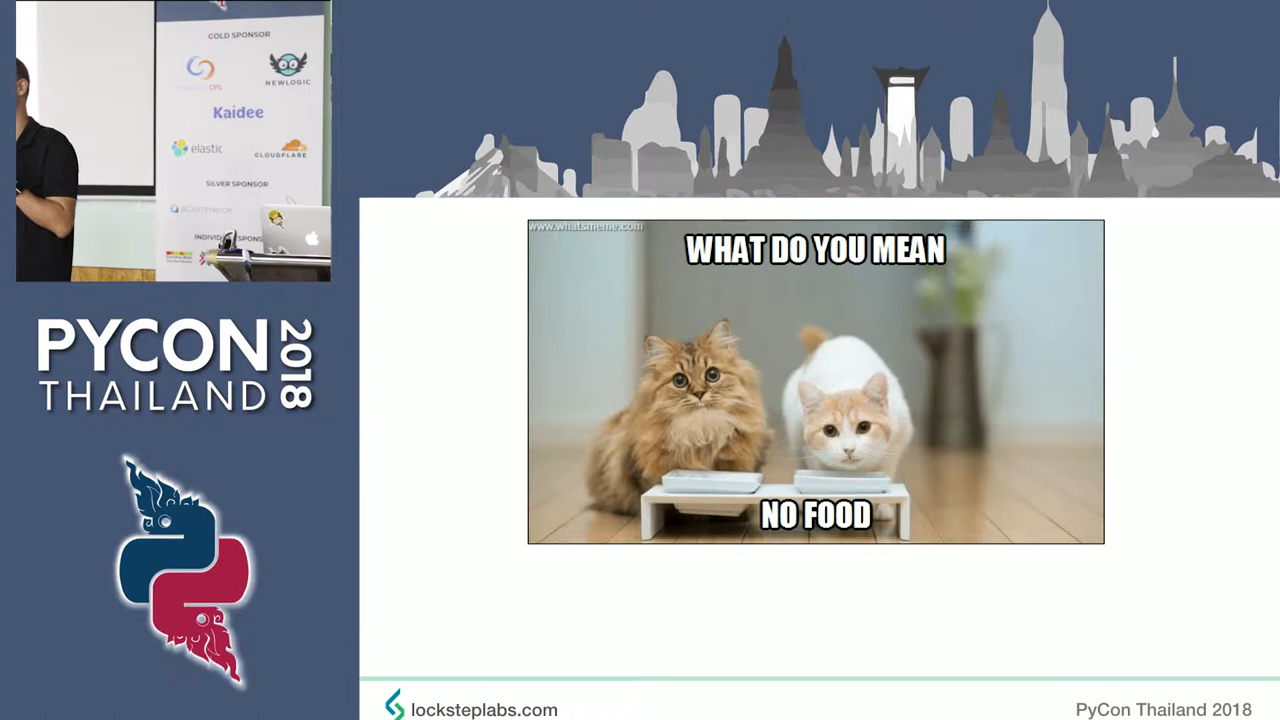 GOLD SPONSOR
NEWLOGIC
Kaidee
elastic
CLOUDFLARE
SILVER SPONSOR
PYCON
2018
THAILAND
www.whatsmeme.com
WHAT DO YOU MEAN
NO FOOD
locksteplabs.com
PyCon Thailand 2018